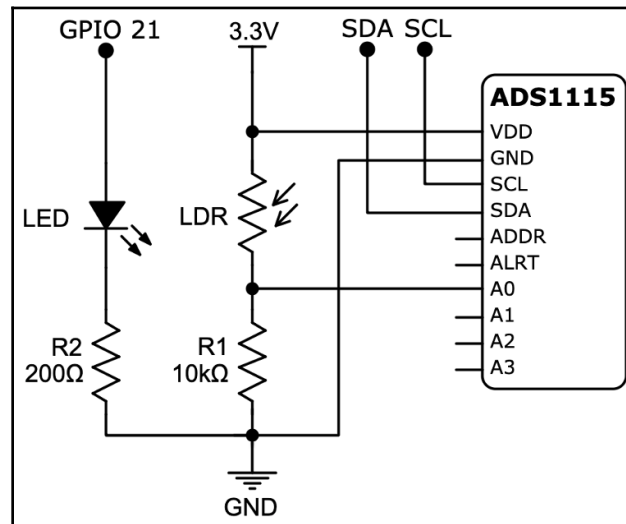 GPIO 21
3.3V
SDA SCL
ADS1115
VDD
GND
SCL
SDA
ADDR
ALRT
A0
A1
A2
A3
LED
LDR
R2
200Ω
R1
10kΩ
GND